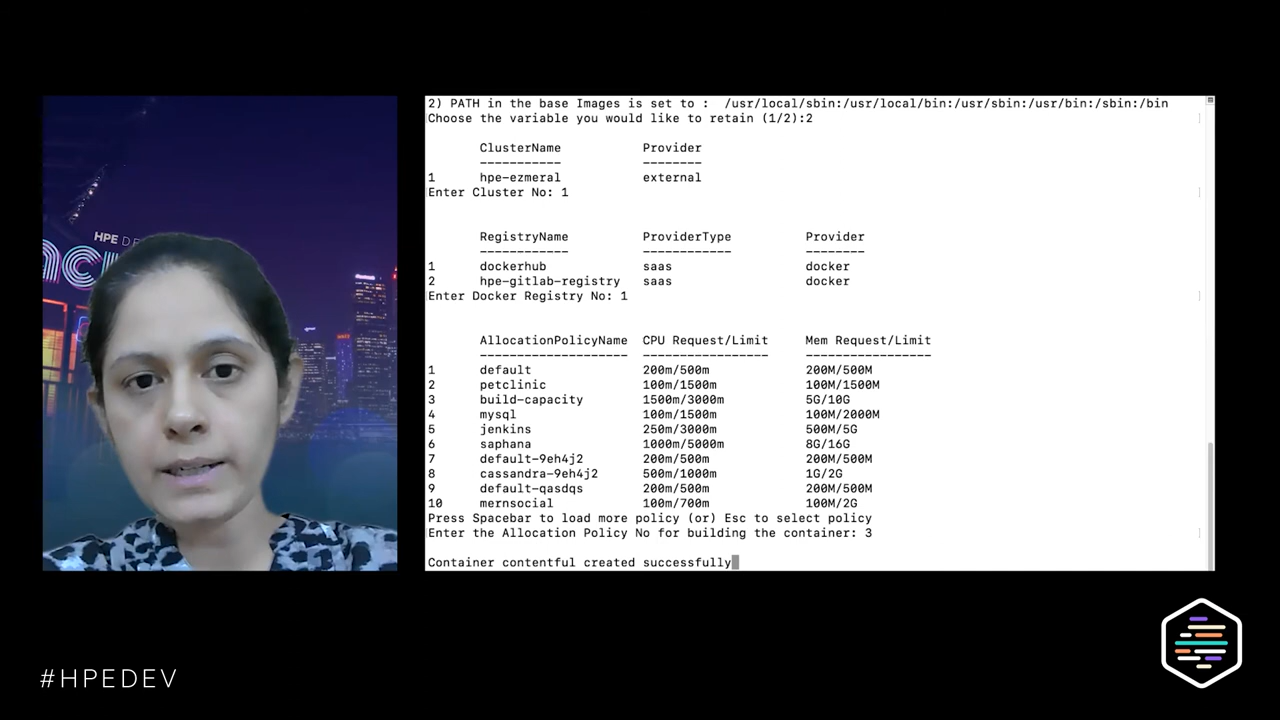 HPE DE
2) PATH in the base Images is set to :  /usr/local/sbin:/usr/local/bin:/usr/sbin:/usr/bin:/sbin:/bin
Choose the variable you would like to retain (1/2):2
ClusterName Provider
----------- --------
1 hpe-ezmeral external
Enter Cluster No: 1
RegistryName ProviderType Provider
------------ ------------ --------
1 dockerhub saas docker
2 hpe-gitlab-registry saas docker
Enter Docker Registry No: 1
AllocationPolicyName CPU Request/Limit Mem Request/Limit
-------------------- ----------------- -----------------
1 default 200m/500m 200M/500M
2 petclinic 100m/1500m 100M/1500M
3 build-capacity 1500m/3000m 5G/10G
4 mysql 100m/1500m 100M/2000M
5 jenkins 250m/3000m 500M/5G
6 saphana 1000m/5000m 8G/16G
7 default-9eh4j2 200m/500m 200M/500M
8 cassandra-9eh4j2 500m/1000m 1G/2G
9 default-qasdqs 200m/500m 200M/500M
10 mernsocial 100m/700m 100M/2G
Press Spacebar to load more policy (or) Esc to select policy
Enter the Allocation Policy No for building the container: 3
Container contentful created successfully
#HPEDEV